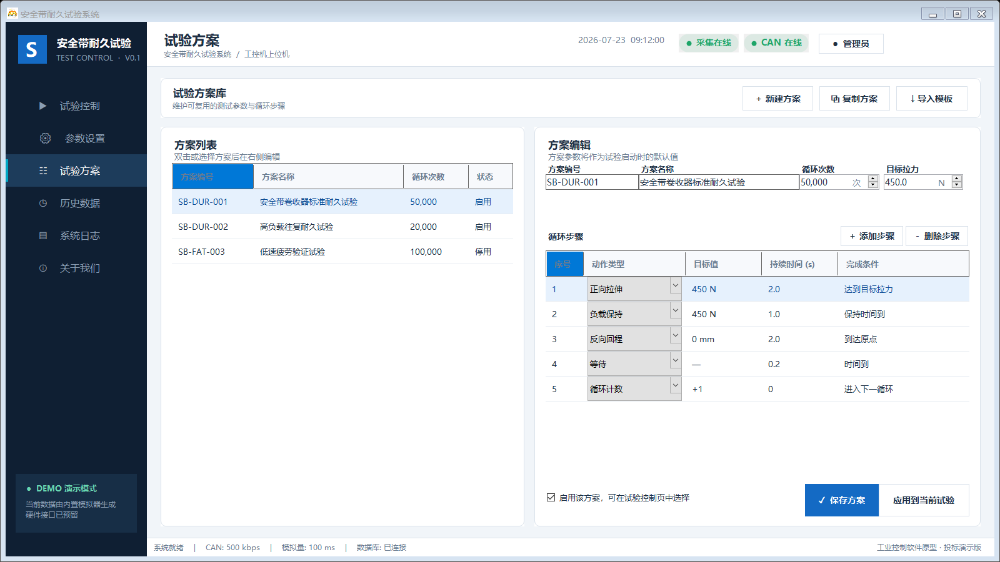 安全带耐久试验系统
S
安全带耐久试验
TEST CONTROL · V0.1
试验控制
参数设置
试验方案
历史数据
系统日志
关于我们
● DEMO 演示模式
当前数据由内置模拟器生成
硬件接口已预留
试验方案
安全带耐久试验系统 / 工控机上位机
2026-07-23 09:12:00
● 采集在线
● CAN 在线
● 管理员
试验方案库
维护可复用的测试参数与循环步骤
+ 新建方案
复制方案
↓导入模板
方案列表
双击或选择方案后在右侧编辑
方案编号 方案名称 循环次数 状态
SB-DUR-001 安全带卷收器标准耐久试验 50,000 启用
SB-DUR-002 高负载往复耐久试验 20,000 启用
SB-FAT-003 低速疲劳验证试验 100,000 停用
方案编辑
方案参数将作为试验启动时的默认值
方案编号 方案名称 循环次数 目标拉力
SB-DUR-001 安全带卷收器标准耐久试验 50,000 次 450.0 N
循环步骤
+ 添加步骤
- 删除步骤
序号 动作类型 目标值 持续时间 (s) 完成条件
1 正向拉伸 450 N 2.0 达到目标拉力
2 负载保持 450 N 1.0 保持时间到
3 反向回程 0 mm 2.0 到达原点
4 等待 — 0.2 时间到
5 循环计数 +1 0 进入下一循环
启用该方案，可在试验控制页中选择
✓ 保存方案
应用到当前试验
系统就绪 | CAN: 500 kbps | 模拟量: 100 ms | 数据库: 已连接
工业控制软件原型 · 投标演示版